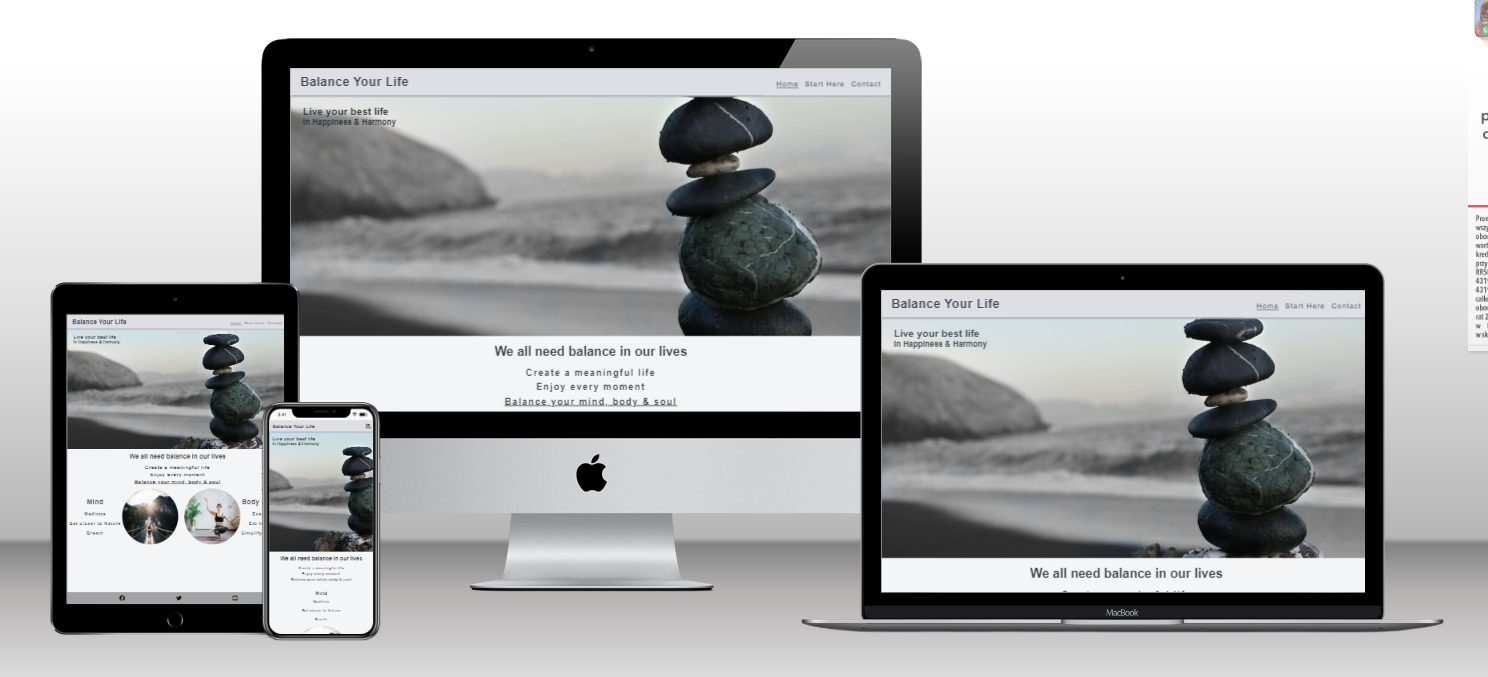 Balance Your Life
Home Start Here Contact
Live your best life
In Happiness & Harmony
We all need balance in our lives
Create a meaningful life
Enjoy every moment
Balance your mind, body & soul
Balance Your Life
Home Start Here Contact
Live your best life
In Happiness & Harmony
We all need balance in our lives
MacBook
Balance Your Life
Home Start Here Contact
Live your best life
In Happiness & Harmony
We all need balance in our lives
Create a meaningful life
Enjoy every moment
Balance your mind, body & soul
Mind
Meditate
Get closer to Nature
Breath
Body
Simplify
9:41
Balance Your Life
Live your best life
In Happiness & Harmony
We all need balance in our lives
Create a meaningful life
Enjoy every moment
Balance your mind, body & soul
Mind
Meditate
Get closer to Nature
Breath